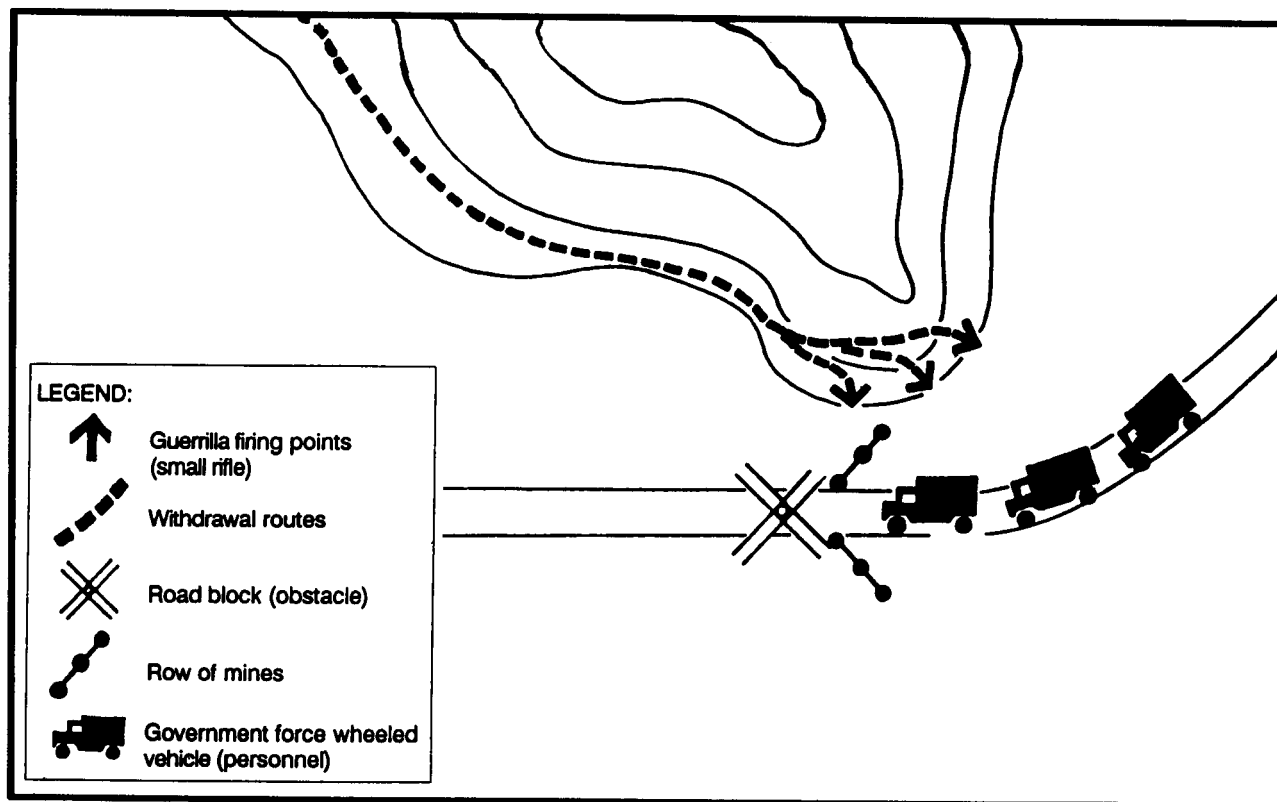 LEGEND:
Guerrilla firing points
(small rifle)
Withdrawal routes
Road block (obstacle)
Row of mines
Government force wheeled
vehicle (personnel)